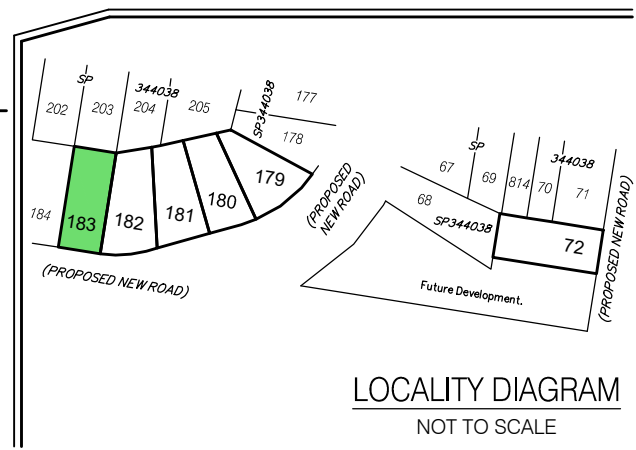 SP
344038
202
203
204
205
SP344038
177
178
184
183
182
181
180
179
(PROPOSED
NEW ROAD)
(PROPOSED NEW ROAD)
SP
344038
67
69
814
70
71
68
SP344038
72
(PROPOSED NEW ROAD)
Future Development.
LOCALITY DIAGRAM
NOT TO SCALE